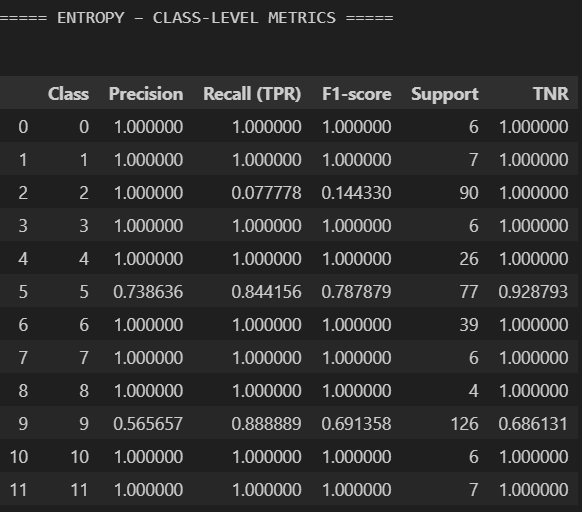 ===== ENTROPY – CLASS-LEVEL METRICS =====
Class Precision Recall (TPR) F1-score Support TNR
0 0 1.000000 1.000000 1.000000 6 1.000000
1 1 1.000000 1.000000 1.000000 7 1.000000
2 2 1.000000 0.077778 0.144330 90 1.000000
3 3 1.000000 1.000000 1.000000 6 1.000000
4 4 1.000000 1.000000 1.000000 26 1.000000
5 5 0.738636 0.844156 0.787879 77 0.928793
6 6 1.000000 1.000000 1.000000 39 1.000000
7 7 1.000000 1.000000 1.000000 6 1.000000
8 8 1.000000 1.000000 1.000000 4 1.000000
9 9 0.565657 0.888889 0.691358 126 0.686131
10 10 1.000000 1.000000 1.000000 6 1.000000
11 11 1.000000 1.000000 1.000000 7 1.000000